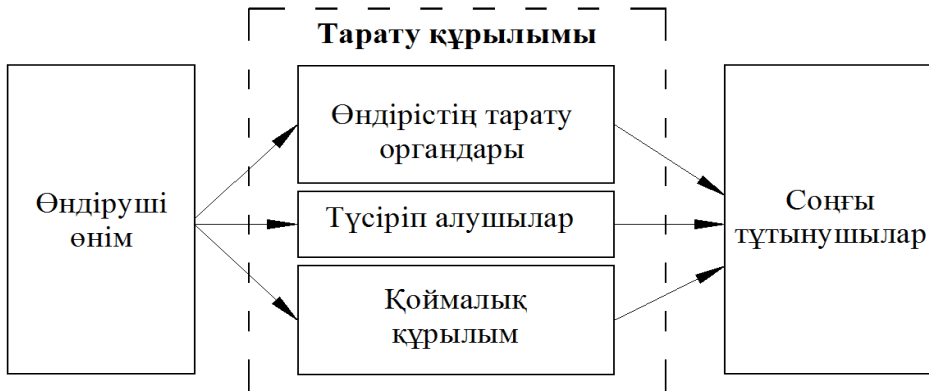 Тарату құрылымы
Өндіруші
өнім
Өндірістің тарату
органдары
Түсіріп алушылар
Қоймалық
құрылым
Соңғы
тұтынушылар